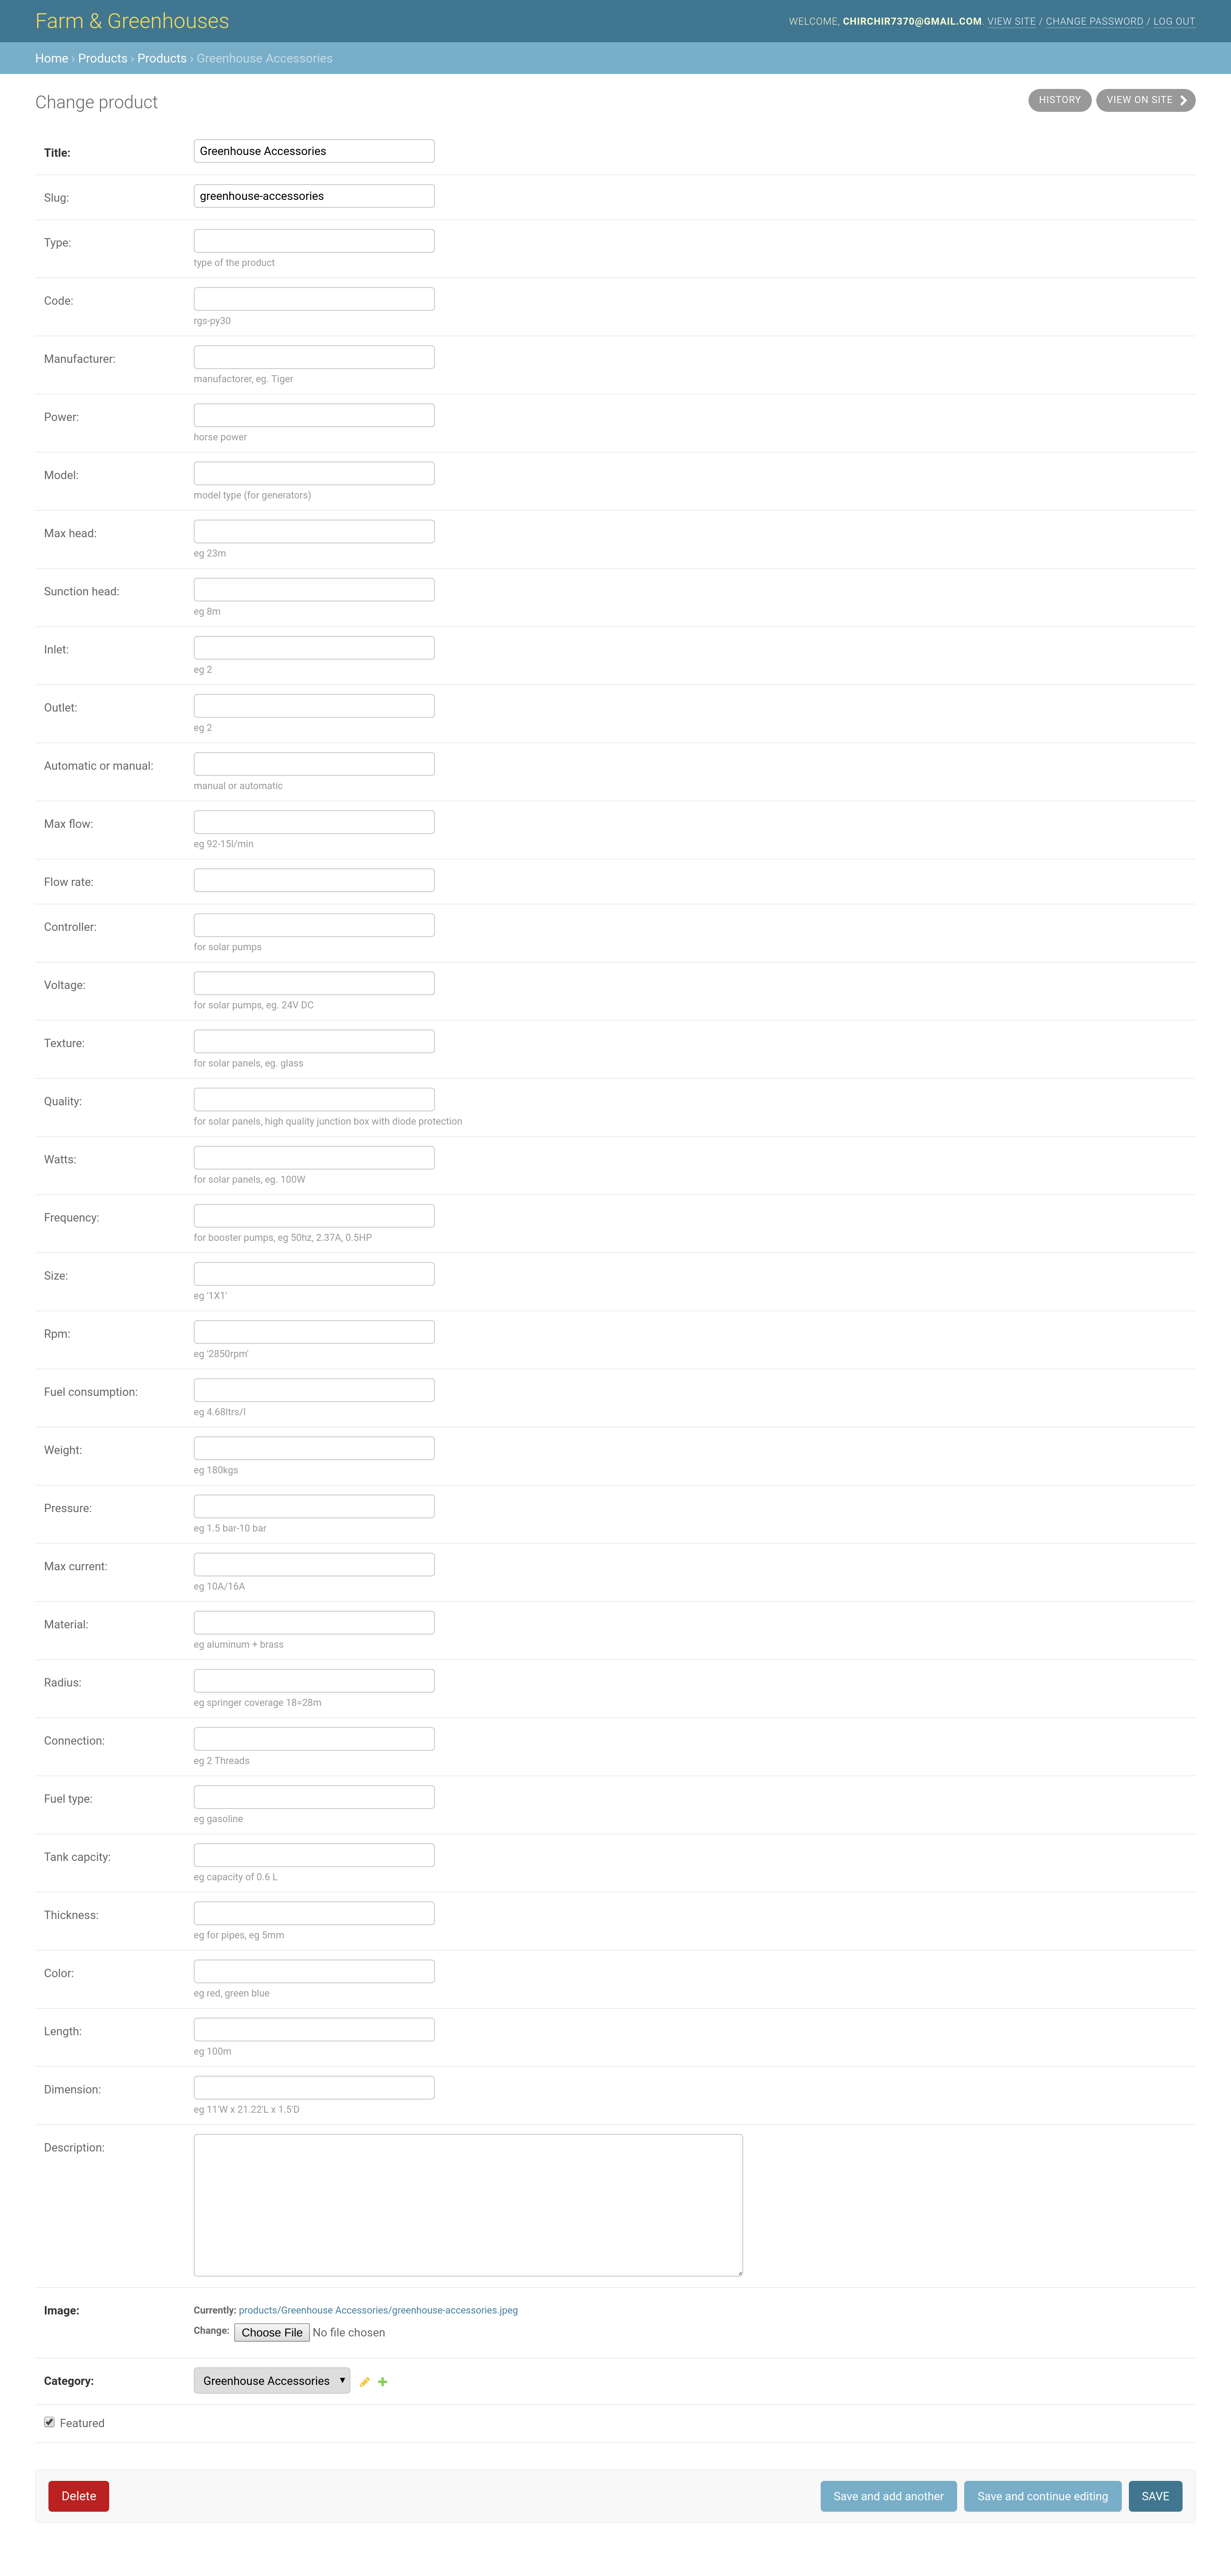 Farm & Greenhouses
WELCOME, CHIRCHIR7370@GMAIL.COM. VIEW SITE / CHANGE PASSWORD / LOG OUT
Home › Products › Products › Greenhouse Accessories
Change product
HISTORY
VIEW ON SITE
Title: Greenhouse Accessories
Slug: greenhouse-accessories
Type:
type of the product
Code:
rgs-py30
Manufacturer:
manufactorer, eg. Tiger
Power:
horse power
Model:
model type (for generators)
Max head:
eg 23m
Sunction head:
eg 8m
Inlet:
eg 2
Outlet:
eg 2
Automatic or manual:
manual or automatic
Max flow:
eg 92-15l/min
Flow rate:
Controller:
for solar pumps
Voltage:
for solar pumps, eg. 24V DC
Texture:
for solar panels, eg. glass
Quality:
for solar panels, high quality junction box with diode protection
Watts:
for solar panels, eg. 100W
Frequency:
for booster pumps, eg 50hz, 2.37A, 0.5HP
Size:
eg '1X1'
Rpm:
eg '2850rpm'
Fuel consumption:
eg 4.68ltrs/l
Weight:
eg 180kgs
Pressure:
eg 1.5 bar-10 bar
Max current:
eg 10A/16A
Material:
eg aluminum + brass
Radius:
eg springer coverage 18=28m
Connection:
eg 2 Threads
Fuel type:
eg gasoline
Tank capcity:
eg capacity of 0.6 L
Thickness:
eg for pipes, eg 5mm
Color:
eg red, green blue
Length:
eg 100m
Dimension:
eg 11'W x 21.22'L x 1.5'D
Description:
Image: Currently: products/Greenhouse Accessories/greenhouse-accessories.jpeg
Change: Choose File No file chosen
Category: Greenhouse Accessories
Featured
Delete
Save and add another
Save and continue editing
SAVE